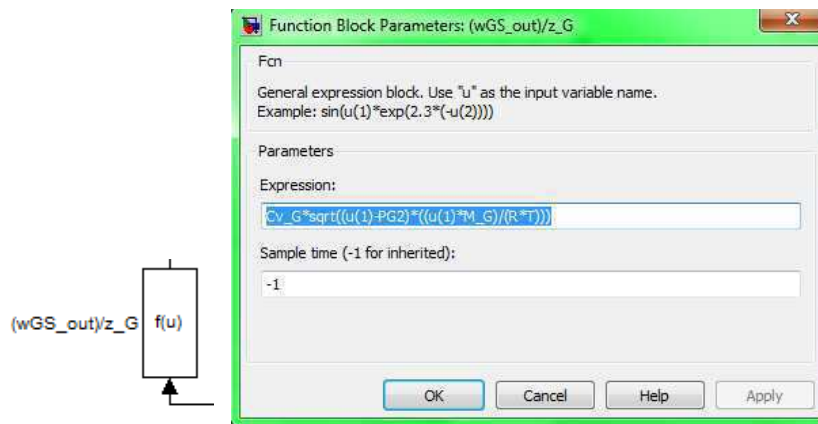 Function Block Parameters: (wGS_out)/z_G
Fcn
General expression block. Use "u" as the input variable name.
Example: sin(u(1)*exp(2.3*(-u(2))))
Parameters
Expression:
Cv_G*sqrt((u(1)-PG2)*((u(1)*M_G)/(R*T)))
Sample time (-1 for inherited):
-1
(wGS_out)/z_G f(u)
OK Cancel Help Apply